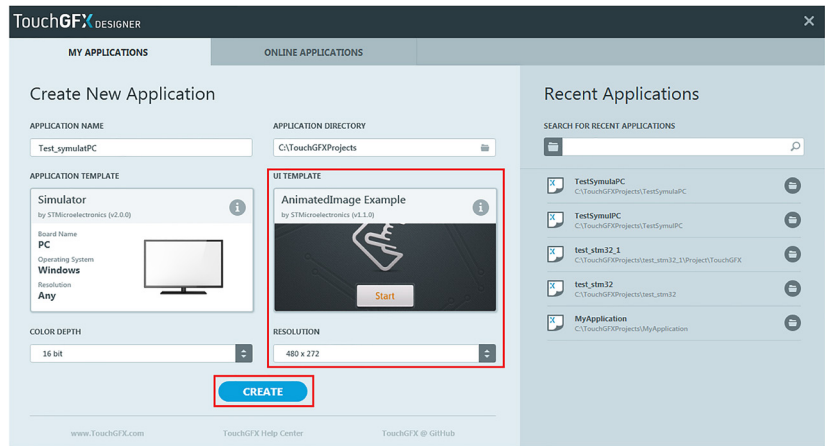 TouchGFX DESIGNER
MY APPLICATIONS
ONLINE APPLICATIONS
Create New Application
APPLICATION NAME
Test_symulatPC
APPLICATION DIRECTORY
C:\TouchGFXProjects
APPLICATION TEMPLATE
Simulator
by STMicroelectronics (v2.0.0)
Board Name
PC
Operating System
Windows
Resolution
Any
UI TEMPLATE
AnimatedImage Example
by STMicroelectronics (v1.1.0)
Start
COLOR DEPTH
16 bit
RESOLUTION
480 x 272
CREATE
www.TouchGFX.com
TouchGFX Help Center
TouchGFX @ GitHub
Recent Applications
SEARCH FOR RECENT APPLICATIONS
TestSymulaPC
C:\TouchGFXProjects\TestSymulaPC
TestSymulPC
C:\TouchGFXProjects\TestSymulPC
test_stm32_1
C:\TouchGFXProjects\test_stm32_1\Project\TouchGFX
test_stm32
C:\TouchGFXProjects\test_stm32
MyApplication
C:\TouchGFXProjects\MyApplication